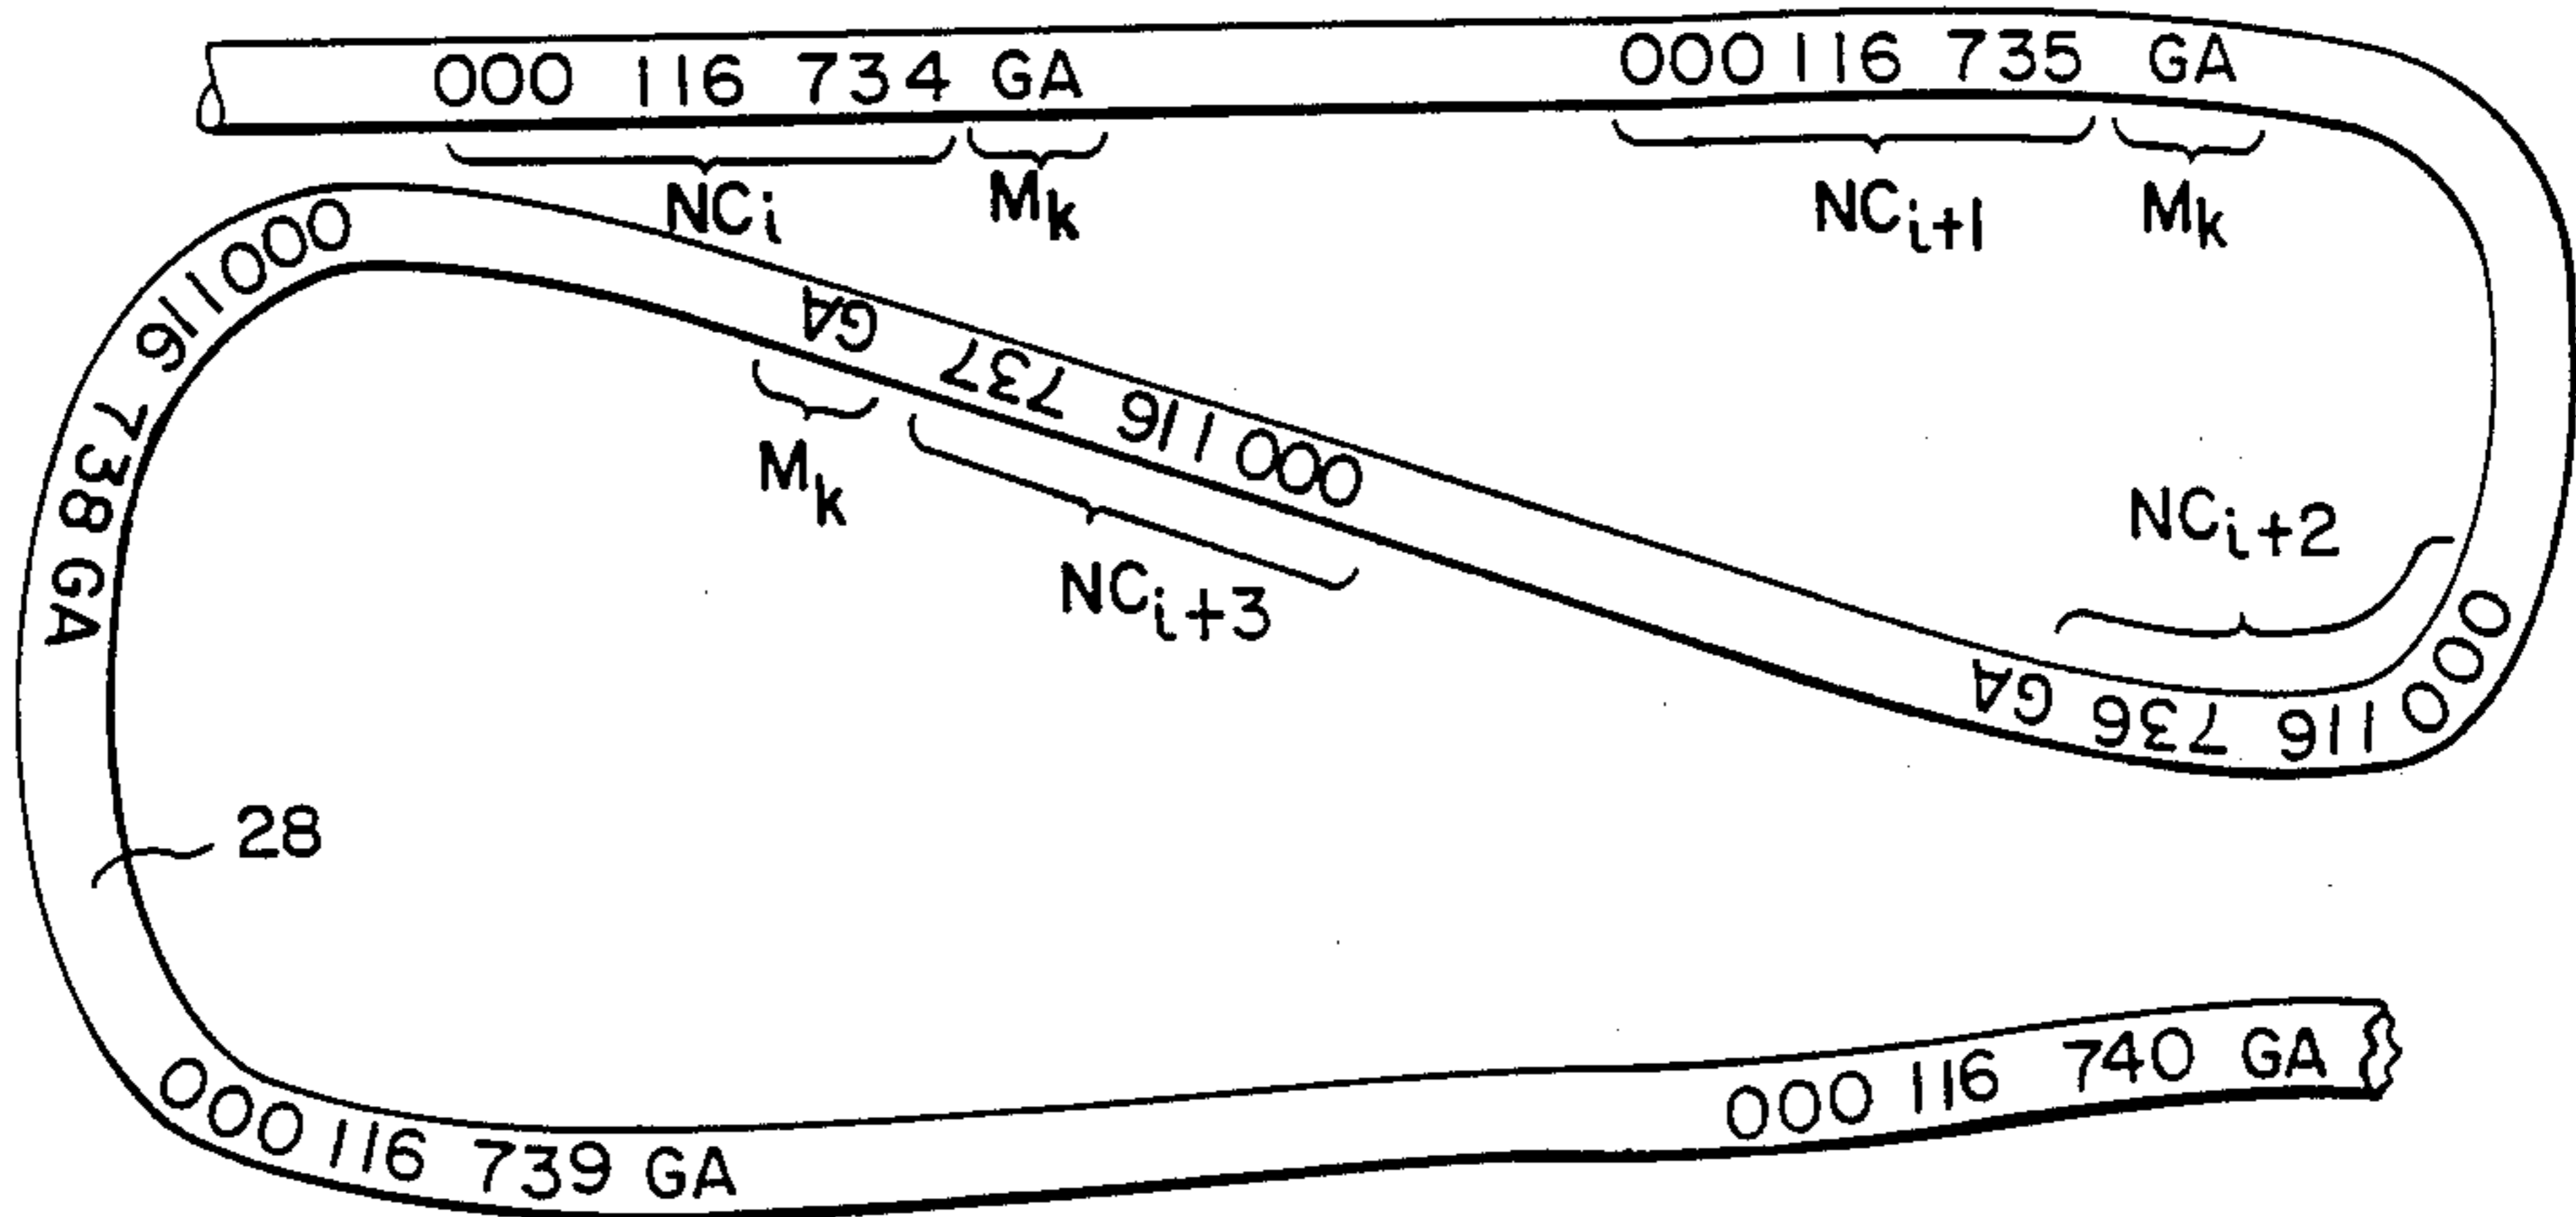 000 116 734 GA
000 116 735 GA
NCi
Mk
NCi+1
Mk
000 116 736 GA
NCi+2
000 116 737 GA
Mk
NCi+3
000 116 738 GA
28
000 116 739 GA
000 116 740 GA